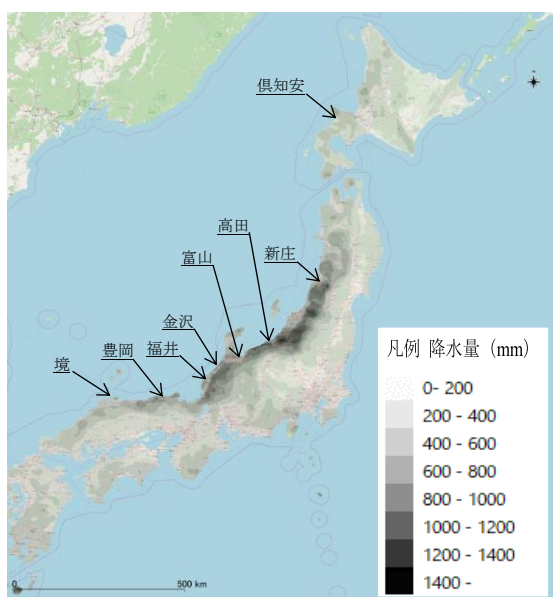 倶知安
高田
富山
新庄
金沢
福井
豊岡
境
凡例 降水量 (mm)
0- 200
200 - 400
400 - 600
600 - 800
800 - 1000
1000 - 1200
1200 - 1400
1400 -
0
500 km